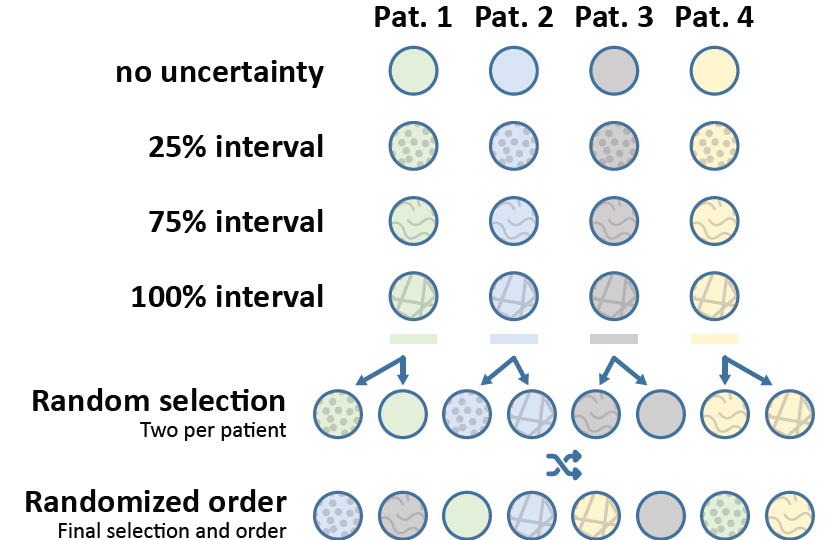 Pat. 1 Pat. 2 Pat. 3 Pat. 4
no uncertainty
25% interval
75% interval
100% interval
Random selection
Two per patient
Randomized order
Final selection and order